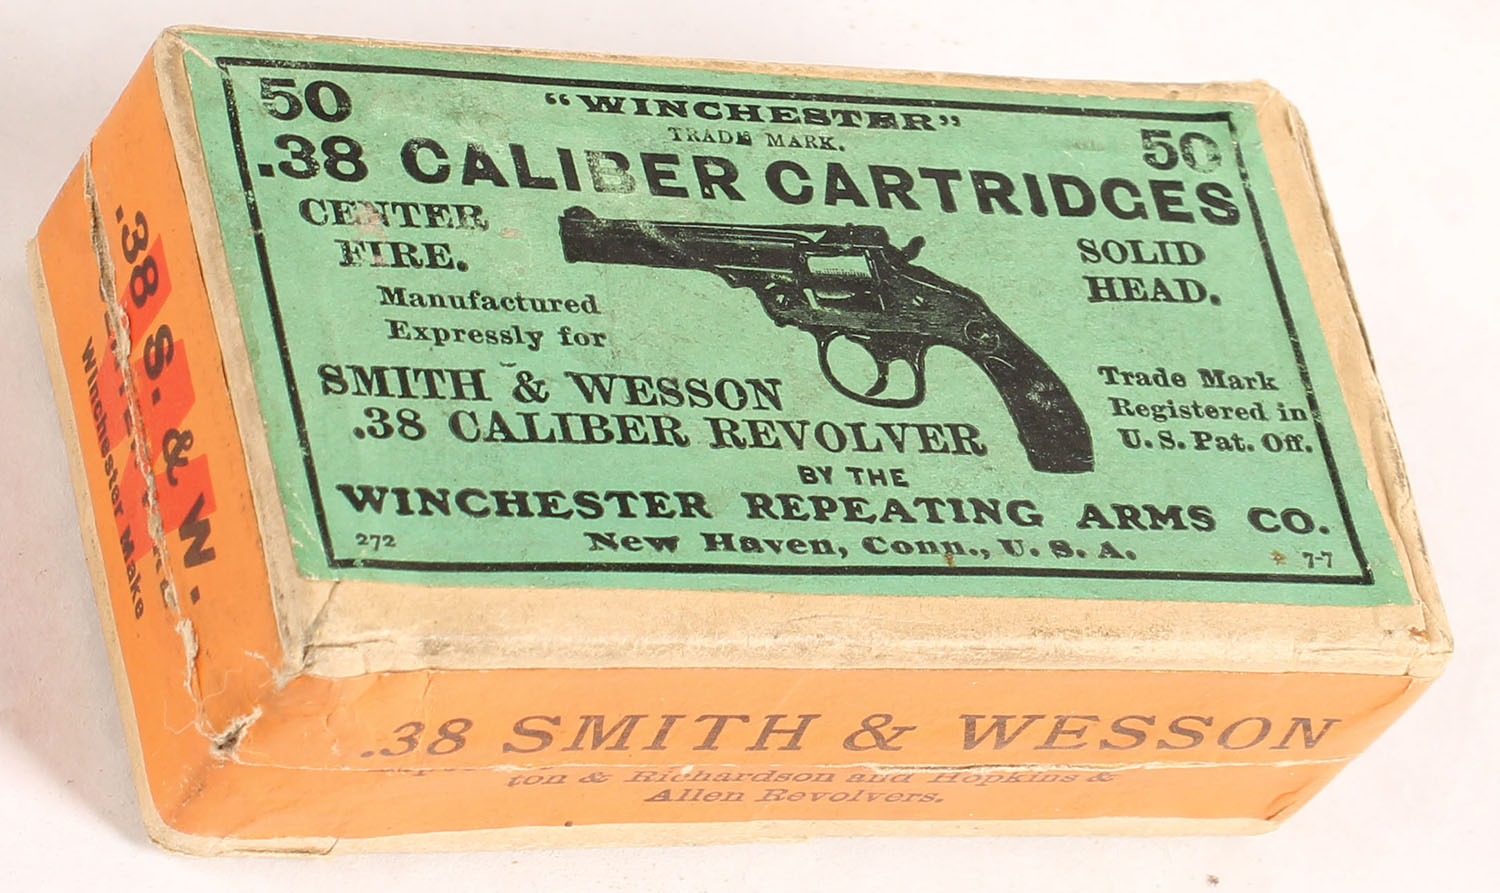 50
"WINCHESTER"
TRADE MARK.
50
.38 CALIBER CARTRIDGES
CENTER
FIRE.
SOLID
HEAD.
Manufactured
Expressly for
SMITH & WESSON
.38 CALIBER REVOLVER
Trade Mark
Registered in
U. S. Pat. Off.
BY THE
WINCHESTER REPEATING ARMS CO.
New Haven, Conn., U. S. A.
272
7-7
.38 S. & W.
Winchester Make
.38 SMITH & WESSON
ton & Richardson and Hopkins &
Allen Revolvers.